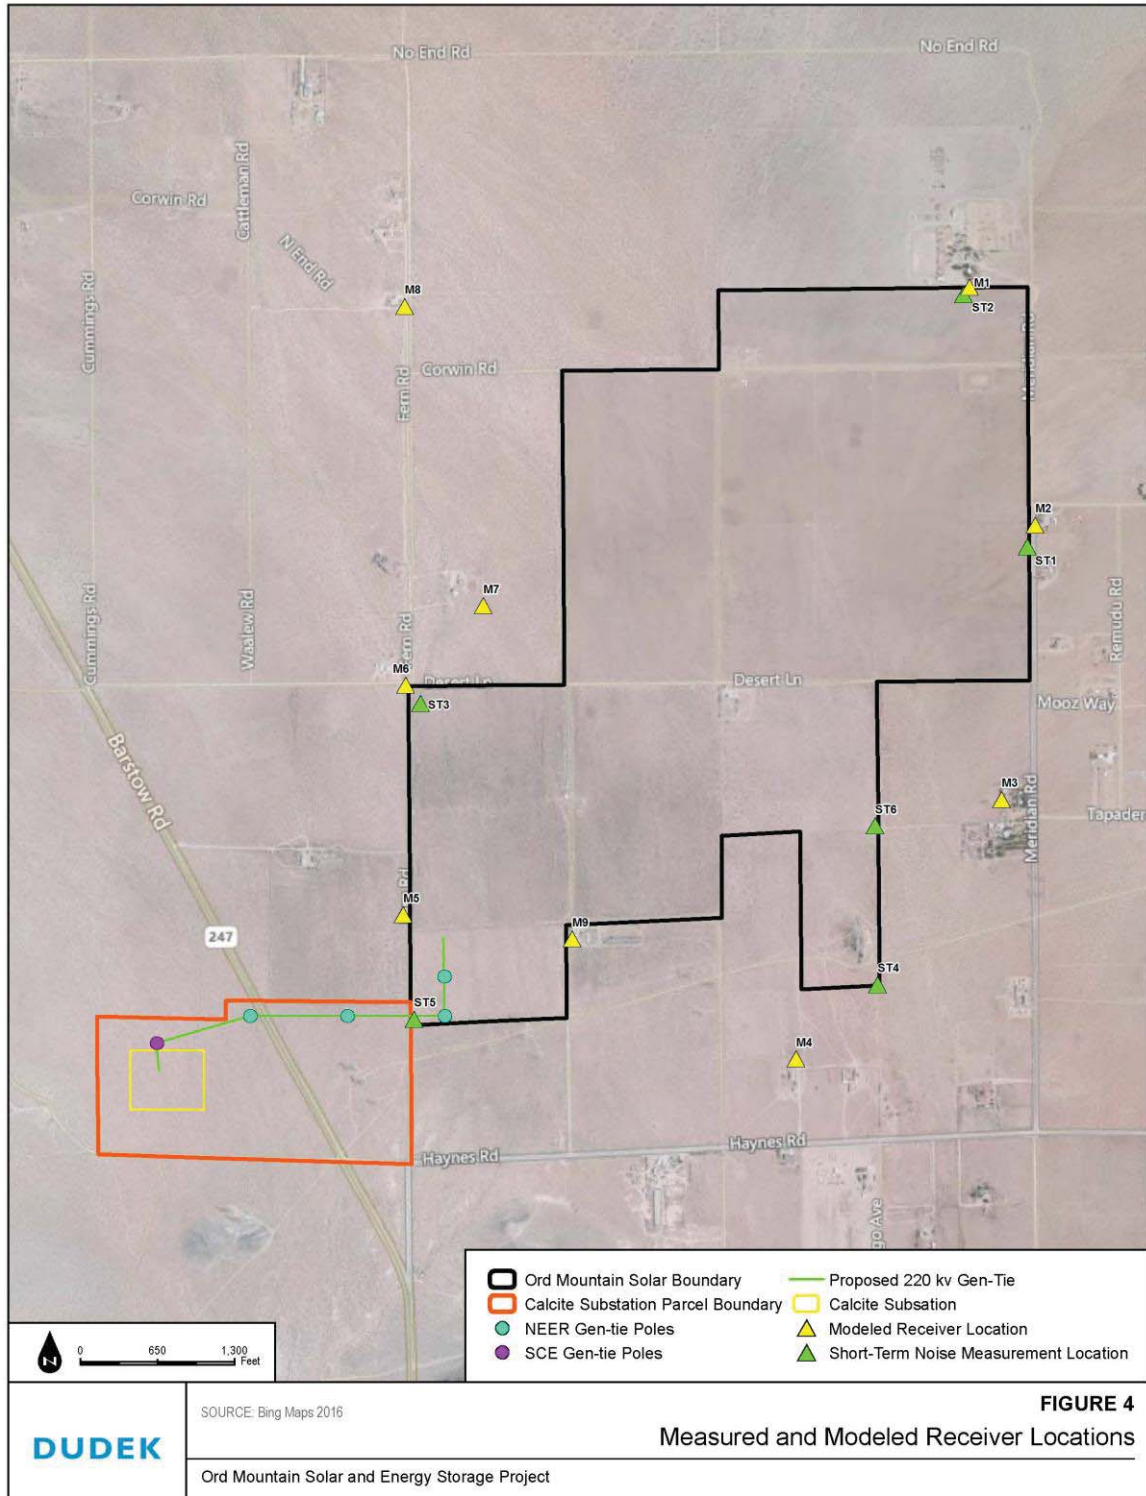 No End Rd
No End Rd
Corwin Rd
Cattleman Rd
N End Rd
Cummings Rd
M8
M1
ST2
Meridian Rd
Fern Rd
Corwin Rd
M2
ST1
M7
Cummings Rd
Waalew Rd
Fern Rd
Remudu Rd
M6
Desert Ln
Desert Ln
ST3
Mooz Way
Barstow Rd
M3
Meridian Rd
Tapader
ST6
Rd
M5
247
M9
ST4
ST5
M4
Haynes Rd
Haynes Rd
go Ave
Ord Mountain Solar Boundary
Calcite Substation Parcel Boundary
NEER Gen-tie Poles
SCE Gen-tie Poles
Proposed 220 kv Gen-Tie
Calcite Subsation
Modeled Receiver Location
Short-Term Noise Measurement Location
N
0 650 1,300
Feet
DUDEK
SOURCE: Bing Maps 2016
FIGURE 4
Measured and Modeled Receiver Locations
Ord Mountain Solar and Energy Storage Project